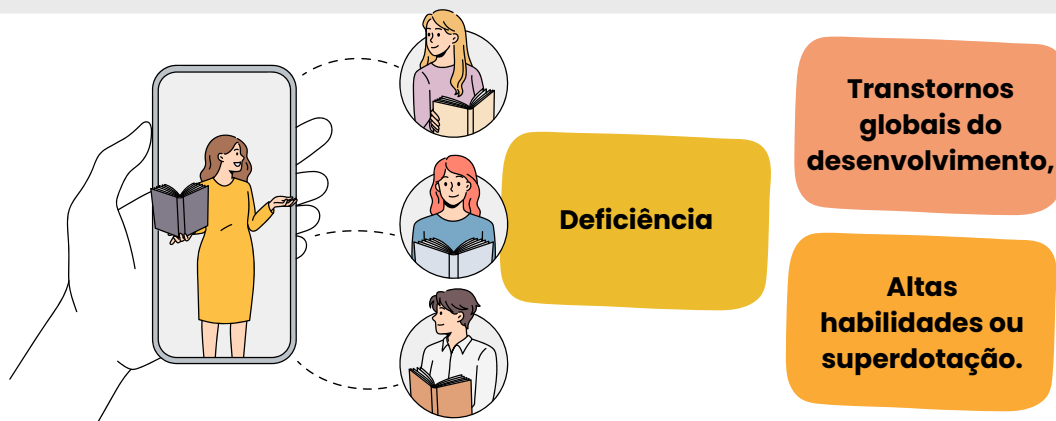 Deficiência
Transtornos
globais do
desenvolvimento,
Altas
habilidades ou
superdotação.